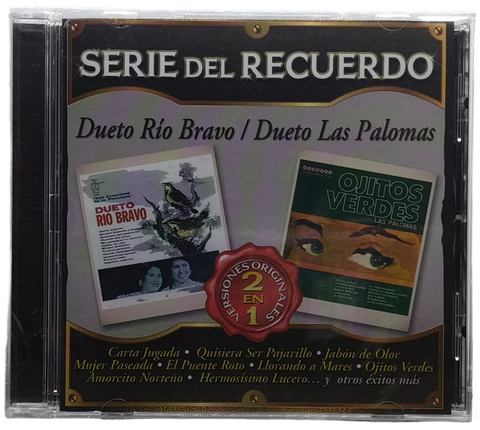 SERIE DEL RECUERDO
Dueto Río Bravo / Dueto Las Palomas
DUETO
RIO BRAVO
OJITOS
VERDES
LAS PALOMAS
VERSIONES ORIGINALES
2
EN
1
Carta Jugada • Quisiera Ser Pajarillo • Jabón de Olor
Mujer Paseada • El Puente Roto • Llorando a Mares • Ojitos Verdes
Amorcito Norteño • Hermosísimo Lucero... y otros éxitos más